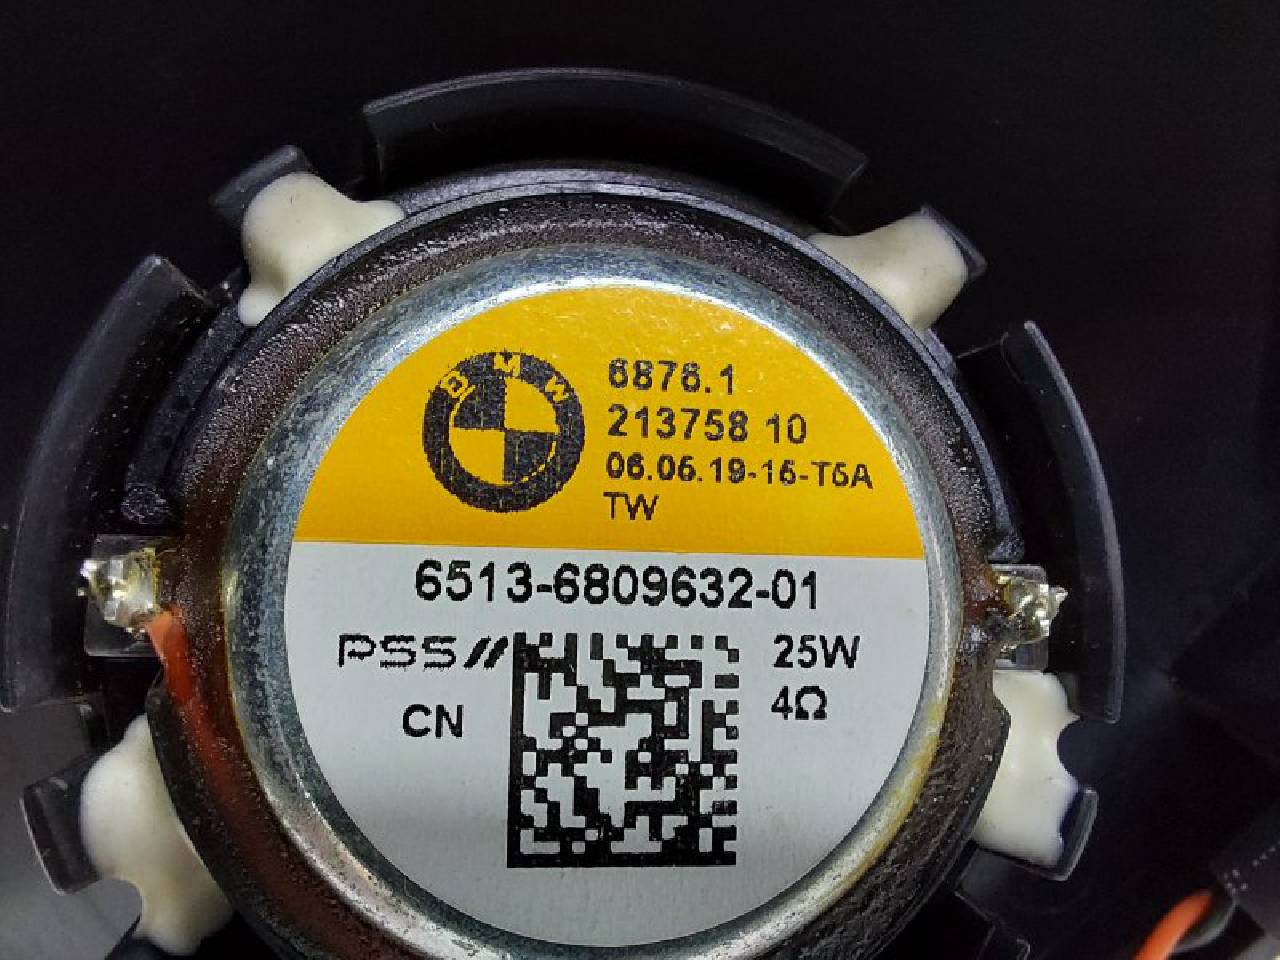 BMW
6876.1
213758 10
06.06.19-16-T6A
TW
6513-6809632-01
PSS//
25W
CN
4Ω